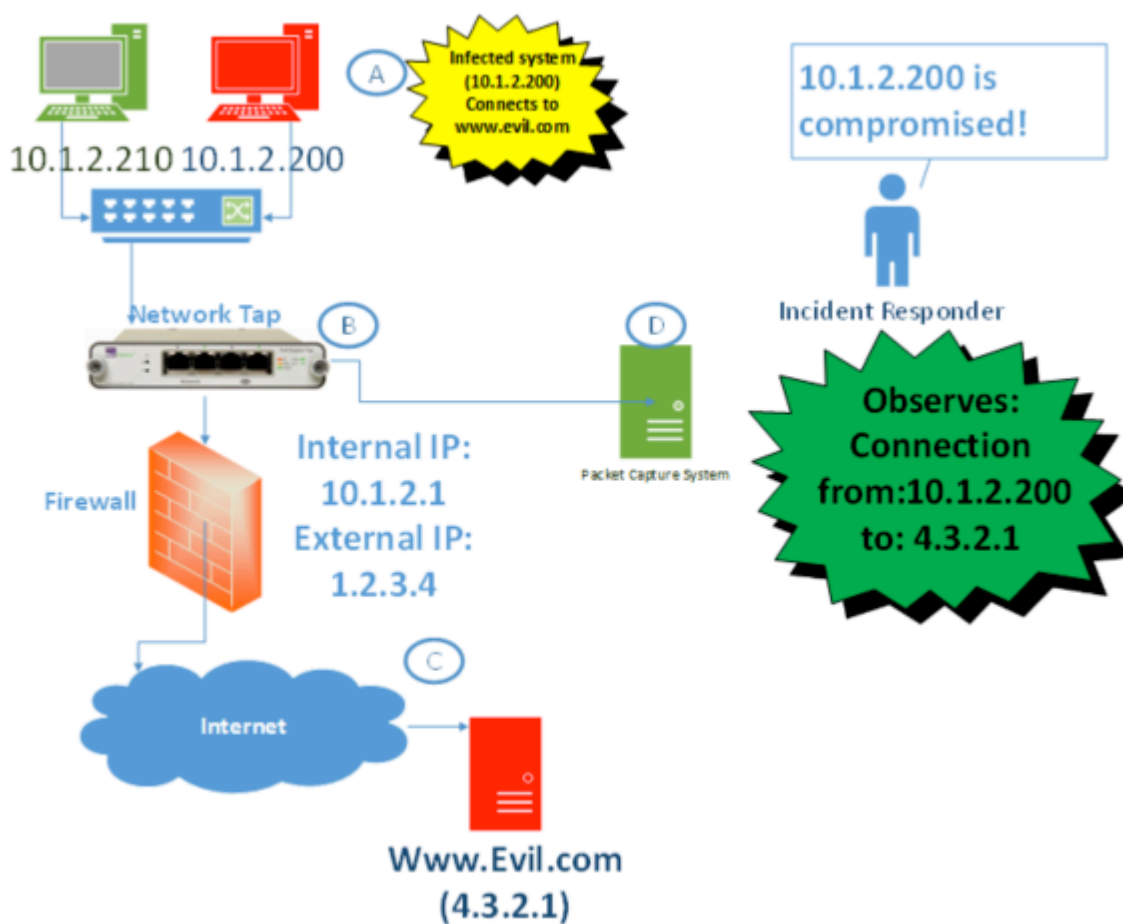 Infected system
(10.1.2.200)
Connects to
www.evil.com
A
10.1.2.200 is
compromised!
10.1.2.210
10.1.2.200
Network Tap
B
D
Incident Responder
Packet Capture System
Observes:
Connection
from:10.1.2.200
to: 4.3.2.1
Firewall
Internal IP:
10.1.2.1
External IP:
1.2.3.4
C
Internet
Www.Evil.com
(4.3.2.1)